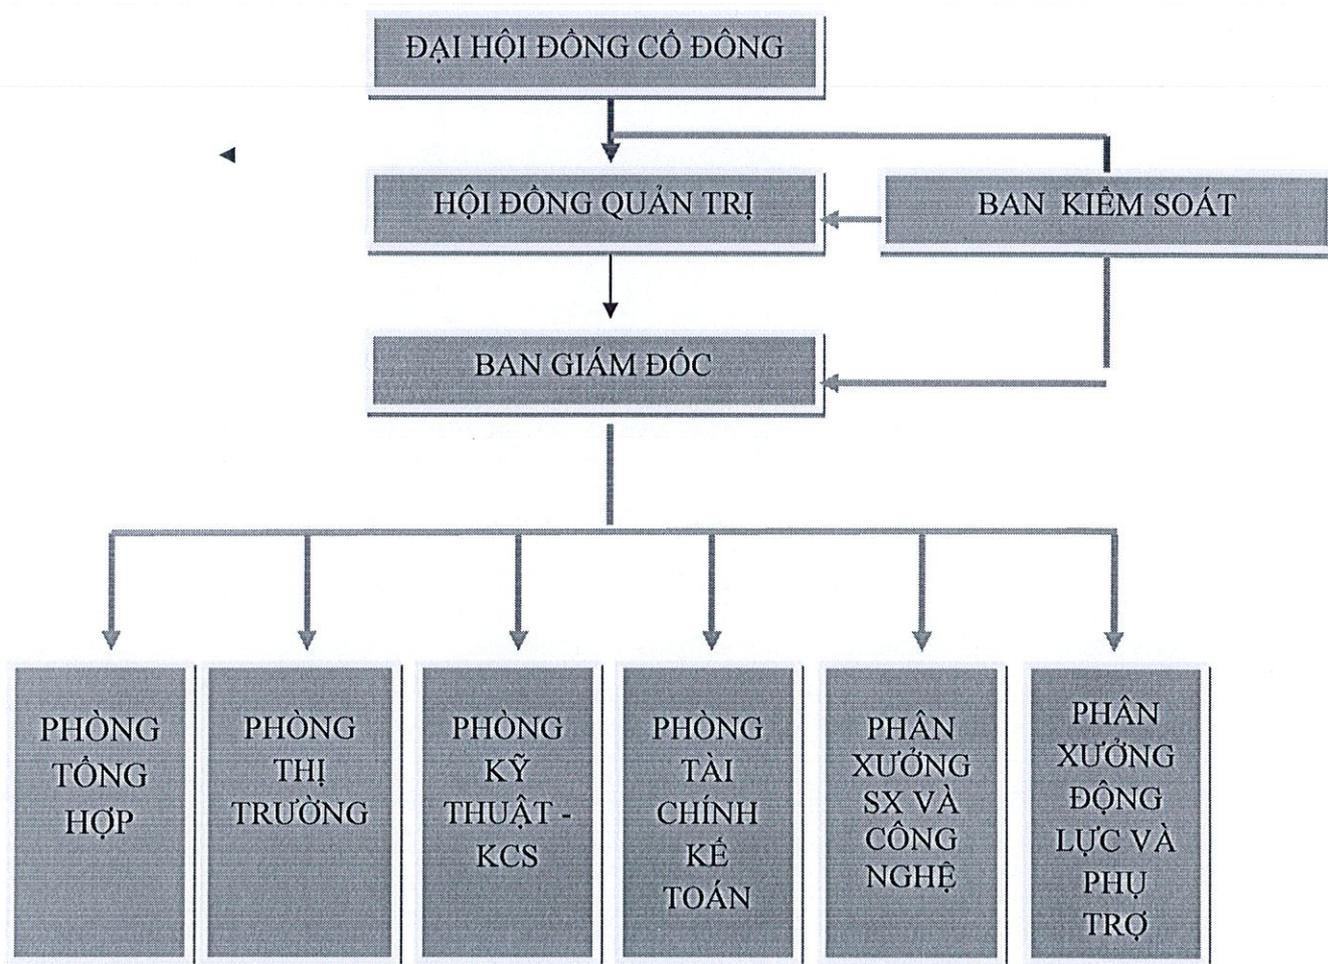 ĐẠI HỘI ĐỒNG CỔ ĐÔNG
HỘI ĐỒNG QUẢN TRỊ
BAN KIỂM SOÁT
BAN GIÁM ĐỐC
PHÒNG
TỔNG
HỢP
PHÒNG
THỊ
TRƯỜNG
PHÒNG
KỸ
THUẬT -
KCS
PHÒNG
TÀI
CHÍNH
KẾ
TOÁN
PHÂN
XƯỞNG
SX VÀ
CÔNG
NGHỆ
PHÂN
XƯỞNG
ĐỘNG
LỰC VÀ
PHỤ
TRỢ